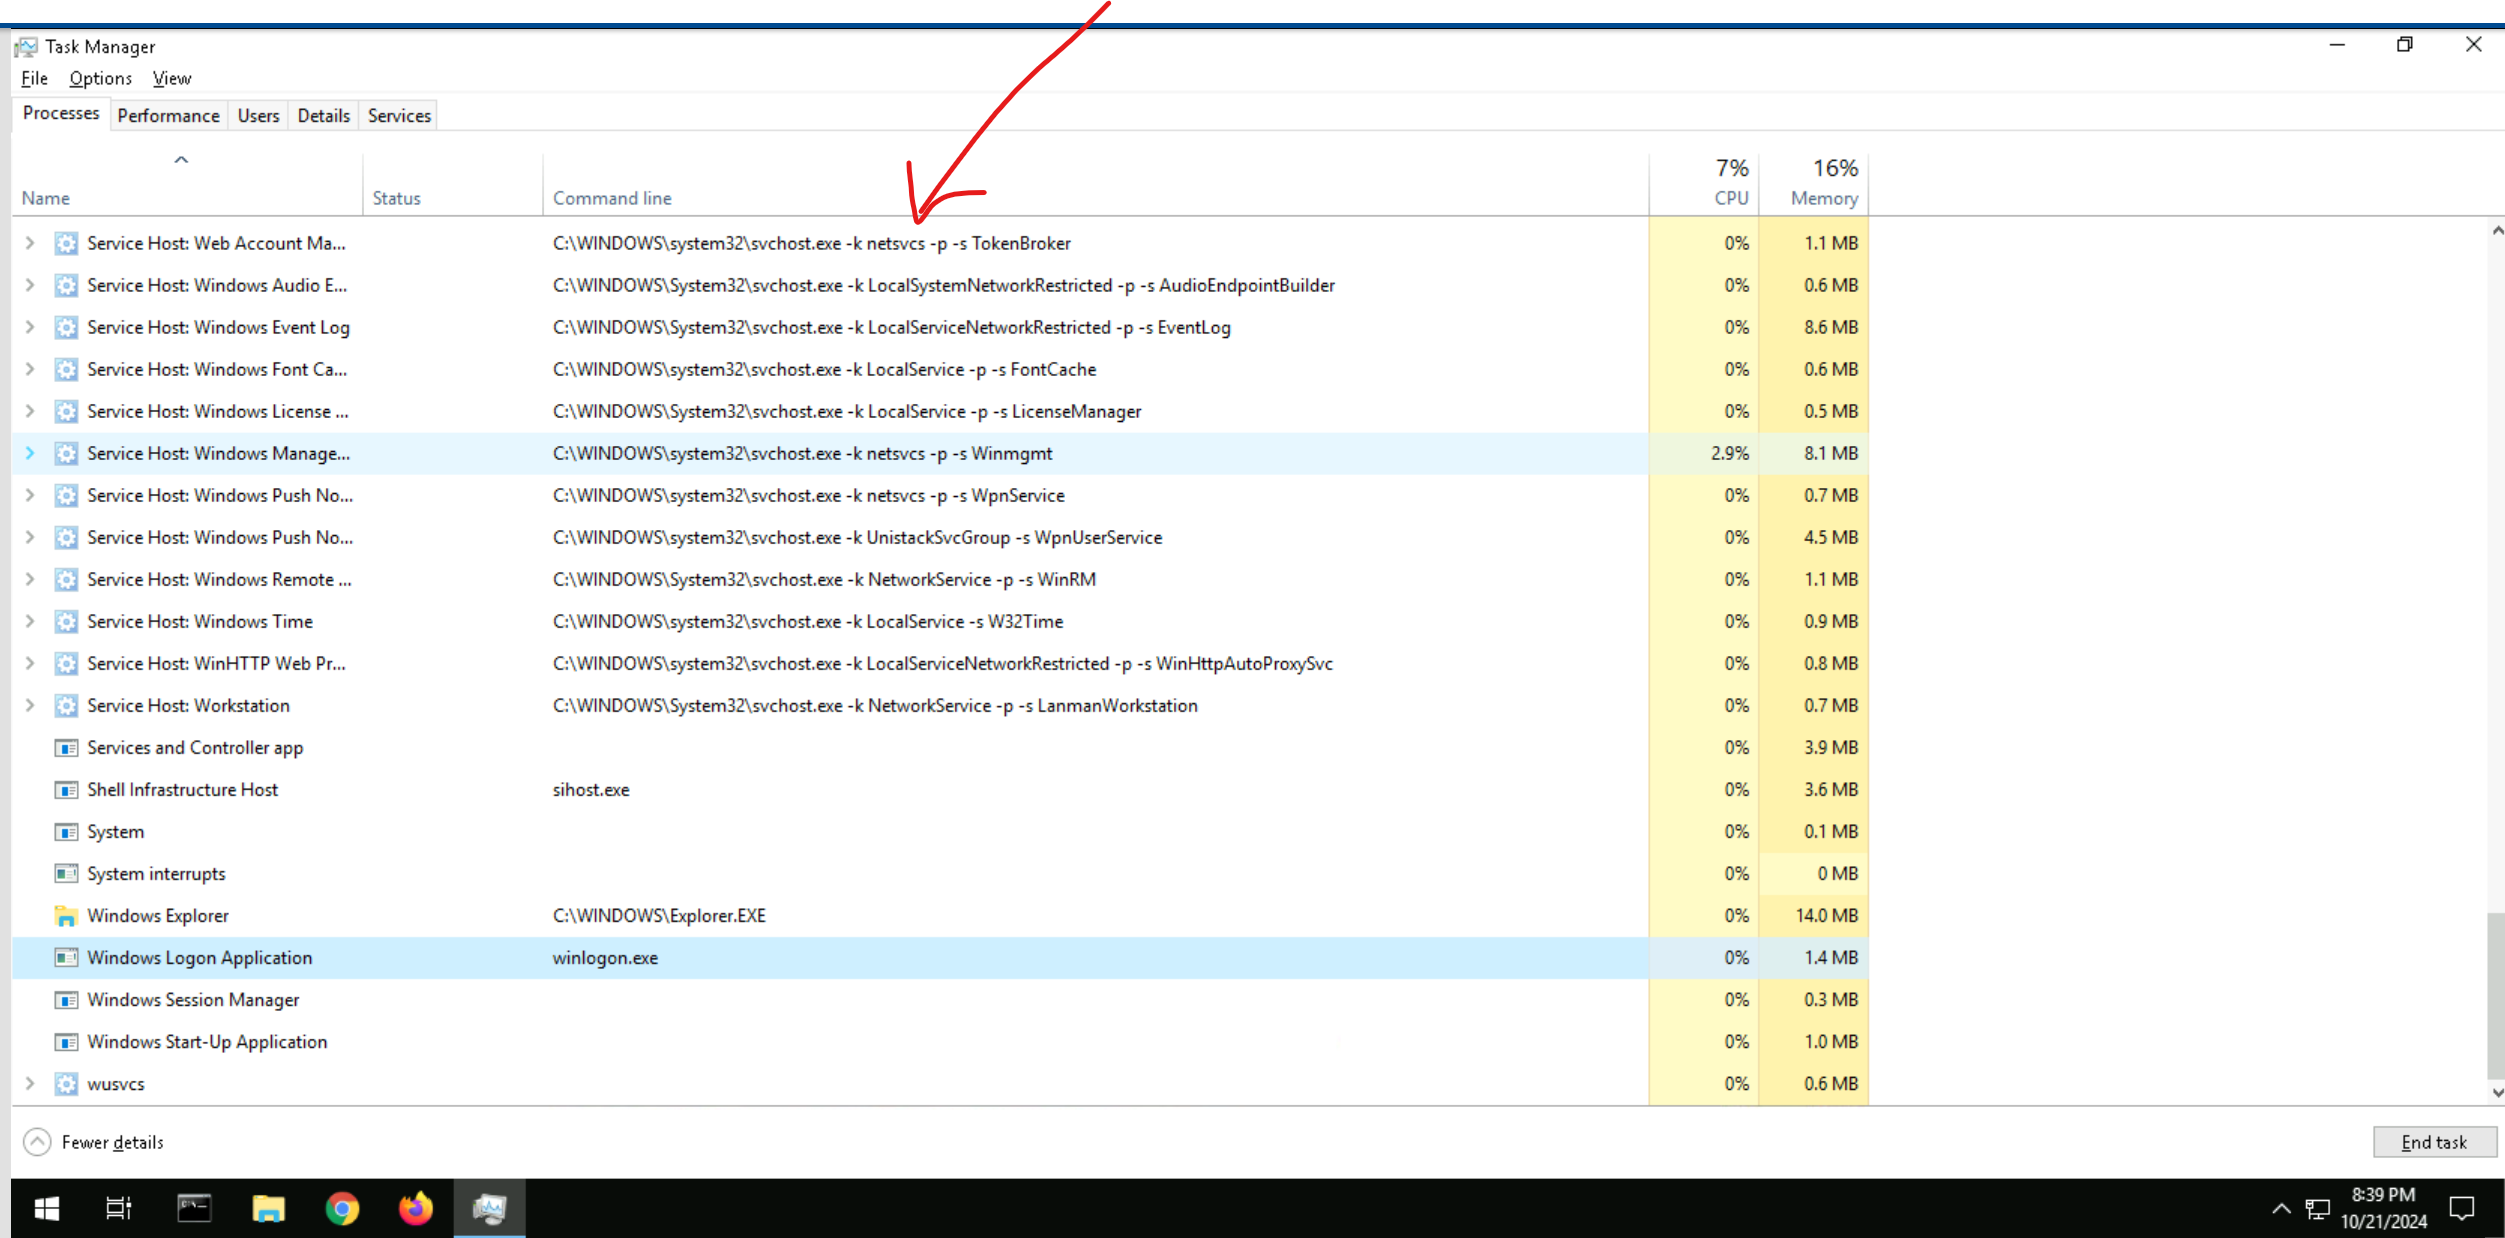 Task Manager
File Options View
Processes Performance Users Details Services
7% 16%
Name Status Command line CPU Memory
Service Host: Web Account Ma... C:\WINDOWS\system32\svchost.exe -k netsvcs -p -s TokenBroker 0% 1.1 MB
Service Host: Windows Audio E... C:\WINDOWS\System32\svchost.exe -k LocalSystemNetworkRestricted -p -s AudioEndpointBuilder 0% 0.6 MB
Service Host: Windows Event Log C:\WINDOWS\System32\svchost.exe -k LocalServiceNetworkRestricted -p -s EventLog 0% 8.6 MB
Service Host: Windows Font Ca... C:\WINDOWS\system32\svchost.exe -k LocalService -p -s FontCache 0% 0.6 MB
Service Host: Windows License ... C:\WINDOWS\System32\svchost.exe -k LocalService -p -s LicenseManager 0% 0.5 MB
Service Host: Windows Manage... C:\WINDOWS\system32\svchost.exe -k netsvcs -p -s Winmgmt 2.9% 8.1 MB
Service Host: Windows Push No... C:\WINDOWS\system32\svchost.exe -k netsvcs -p -s WpnService 0% 0.7 MB
Service Host: Windows Push No... C:\WINDOWS\system32\svchost.exe -k UnistackSvcGroup -s WpnUserService 0% 4.5 MB
Service Host: Windows Remote ... C:\WINDOWS\System32\svchost.exe -k NetworkService -p -s WinRM 0% 1.1 MB
Service Host: Windows Time C:\WINDOWS\system32\svchost.exe -k LocalService -s W32Time 0% 0.9 MB
Service Host: WinHTTP Web Pr... C:\WINDOWS\system32\svchost.exe -k LocalServiceNetworkRestricted -p -s WinHttpAutoProxySvc 0% 0.8 MB
Service Host: Workstation C:\WINDOWS\System32\svchost.exe -k NetworkService -p -s LanmanWorkstation 0% 0.7 MB
Services and Controller app 0% 3.9 MB
Shell Infrastructure Host sihost.exe 0% 3.6 MB
System 0% 0.1 MB
System interrupts 0% 0 MB
Windows Explorer C:\WINDOWS\Explorer.EXE 0% 14.0 MB
Windows Logon Application winlogon.exe 0% 1.4 MB
Windows Session Manager 0% 0.3 MB
Windows Start-Up Application 0% 1.0 MB
wusvcs 0% 0.6 MB
Fewer details End task
8:39 PM
10/21/2024